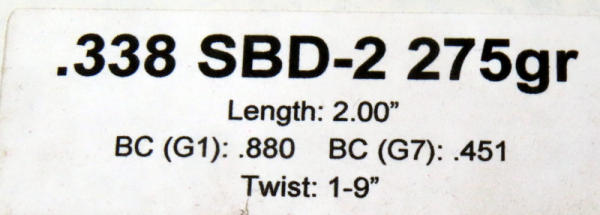 .338 SBD-2 275gr
Length: 2.00”
BC (G1): .880 BC (G7): .451
Twist: 1-9”